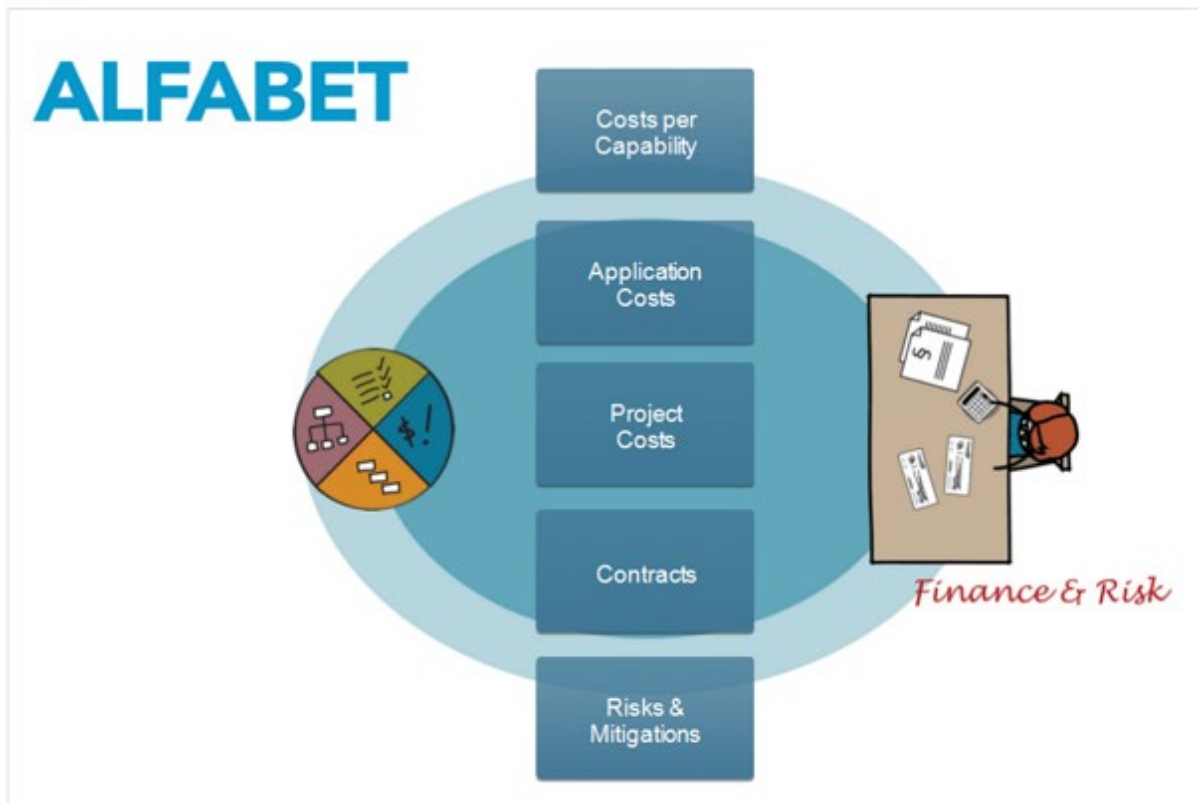 ALFABET
Costs per
Capability
Application
Costs
Project
Costs
Contracts
Risks &
Mitigations
$!
§
Finance & Risk